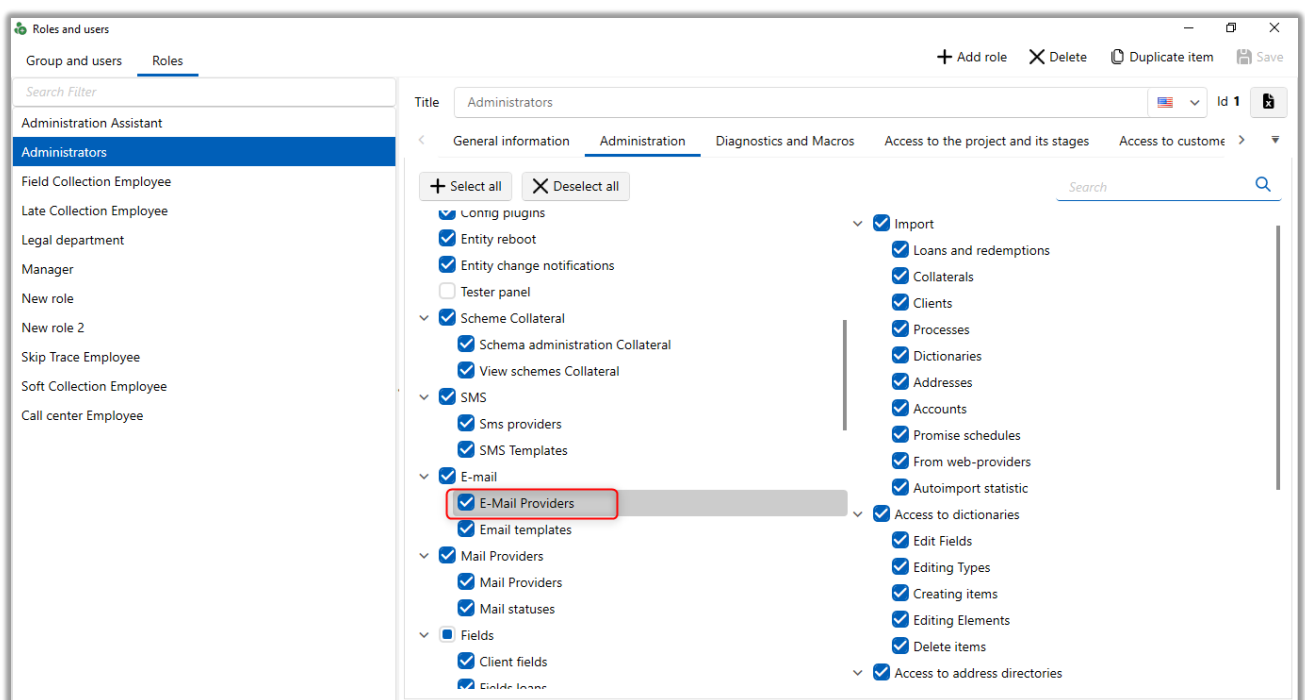 Roles and users
Group and users Roles
Add role Delete Duplicate item Save
Search Filter
Administration Assistant
Administrators
Field Collection Employee
Late Collection Employee
Legal department
Manager
New role
New role 2
Skip Trace Employee
Soft Collection Employee
Call center Employee
Title Administrators Id 1
General information Administration Diagnostics and Macros Access to the project and its stages Access to custome
Select all Deselect all Search
Config plugins
Entity reboot
Entity change notifications
Tester panel
Scheme Collateral
Schema administration Collateral
View schemes Collateral
SMS
Sms providers
SMS Templates
E-mail
E-Mail Providers
Email templates
Mail Providers
Mail Providers
Mail statuses
Fields
Client fields
Fields loans
Import
Loans and redemptions
Collaterals
Clients
Processes
Dictionaries
Addresses
Accounts
Promise schedules
From web-providers
Autoimport statistic
Access to dictionaries
Edit Fields
Editing Types
Creating items
Editing Elements
Delete items
Access to address directories